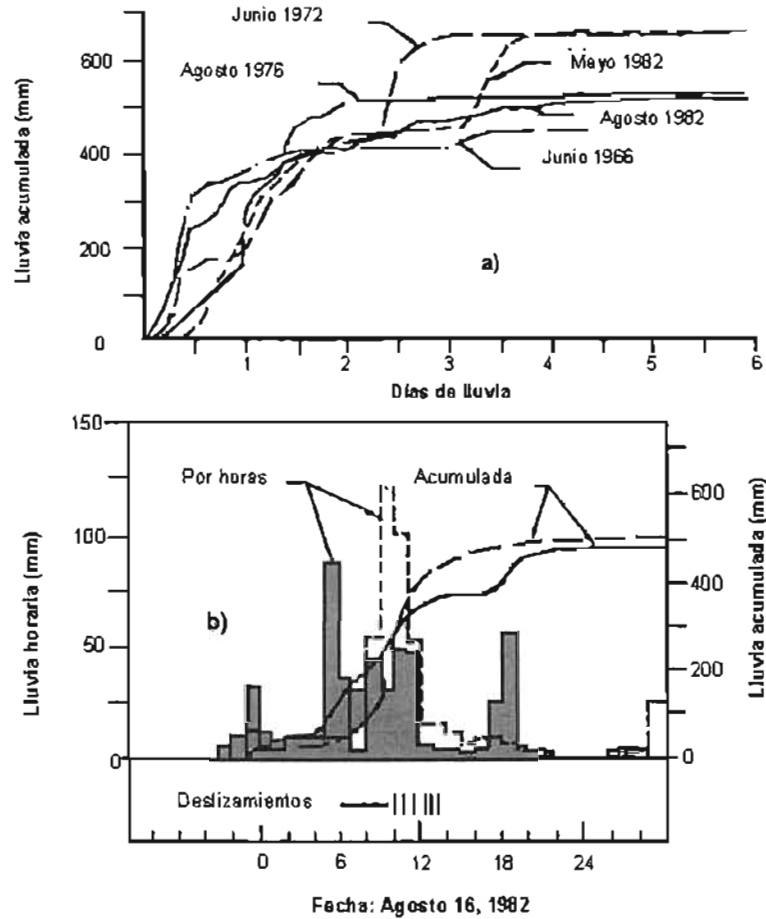 Junio 1972
600
Mayo 1982
Agosto 1976
Lluvia acumulada (mm)
Agosto 1982
400
Junio 1966
200
a)
0
1
2
3
4
5
6
Días de lluvia
150
Por horas
Acumulada
600
100
Lluvia horaria (mm)
400
Lluvia acumulada (mm)
b)
50
200
0
0
Deslizamientos
0
6
12
18
24
Fecha: Agosto 16, 1982